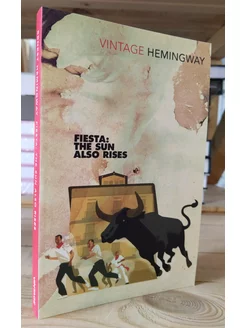 VINTAGE HEMINGWAY
FIESTA:
THE SUN
ALSO RISES